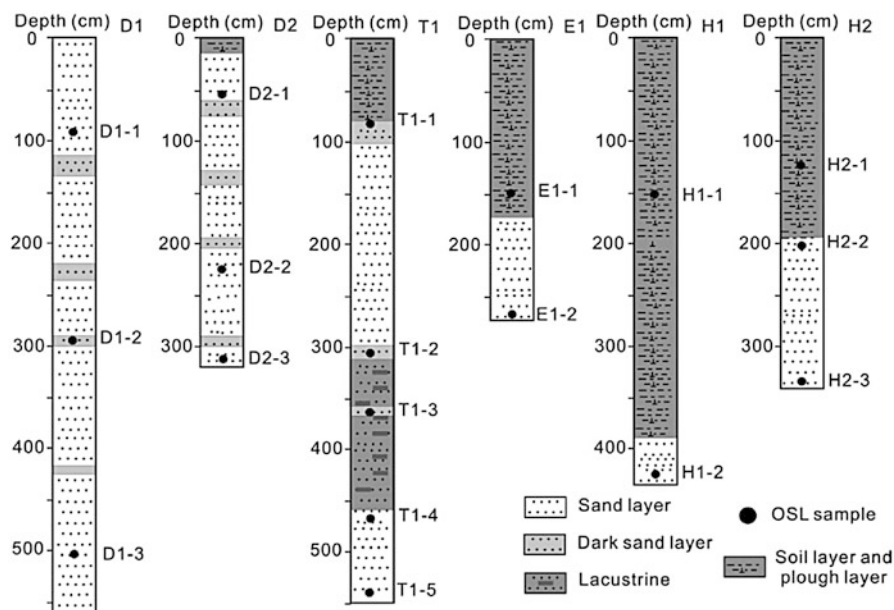 Depth (cm) D1
0
100
200
300
400
500
D1-1
D1-2
D1-3
Depth (cm) D2
0
100
200
300
D2-1
D2-2
D2-3
Depth (cm) T1
0
100
200
300
400
500
T1-1
T1-2
T1-3
T1-4
T1-5
Depth (cm) E1
0
100
200
E1-1
E1-2
Depth (cm) H1
0
100
200
300
400
H1-1
H1-2
Depth (cm) H2
0
100
200
300
H2-1
H2-2
H2-3
Sand layer
Dark sand layer
Lacustrine
OSL sample
Soil layer and
plough layer